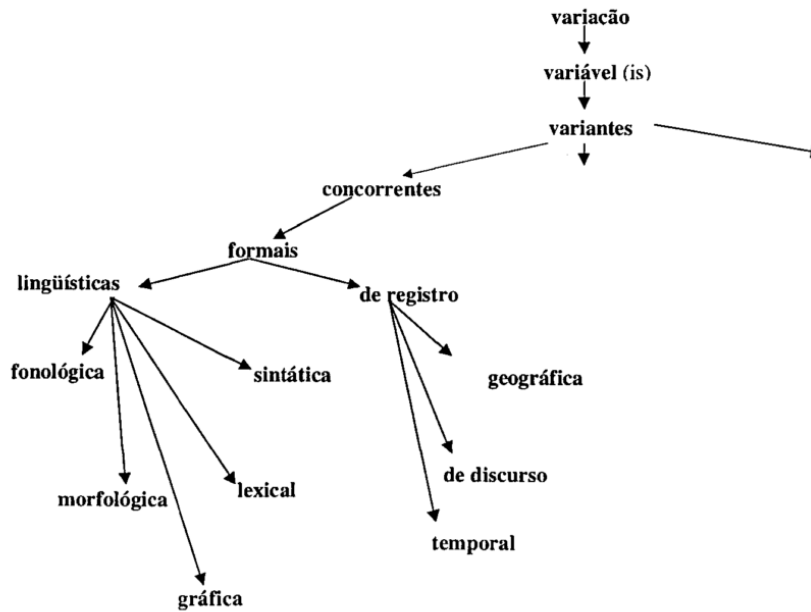 variação
variável (is)
variantes
concorrentes
formais
lingüísticas
de registro
fonológica
sintática
geográfica
morfológica
lexical
de discurso
temporal
gráfica